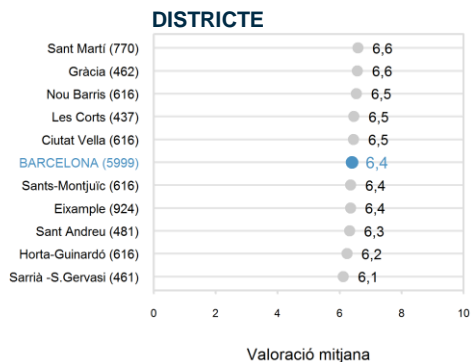 DISTRICTE
Sant Martí (770) 6,6
Gràcia (462) 6,6
Nou Barris (616) 6,5
Les Corts (437) 6,5
Ciutat Vella (616) 6,5
BARCELONA (5999) 6,4
Sants-Montjuïc (616) 6,4
Eixample (924) 6,4
Sant Andreu (481) 6,3
Horta-Guinardó (616) 6,2
Sarrià -S.Gervasi (461) 6,1
0 2 4 6 8 10
Valoració mitjana